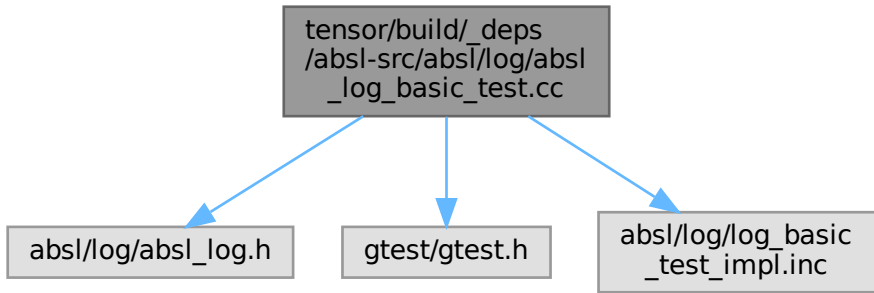 tensor/build/_deps
/absl-src/absl/log/absl
_log_basic_test.cc
absl/log/absl_log.h
gtest/gtest.h
absl/log/log_basic
_test_impl.inc